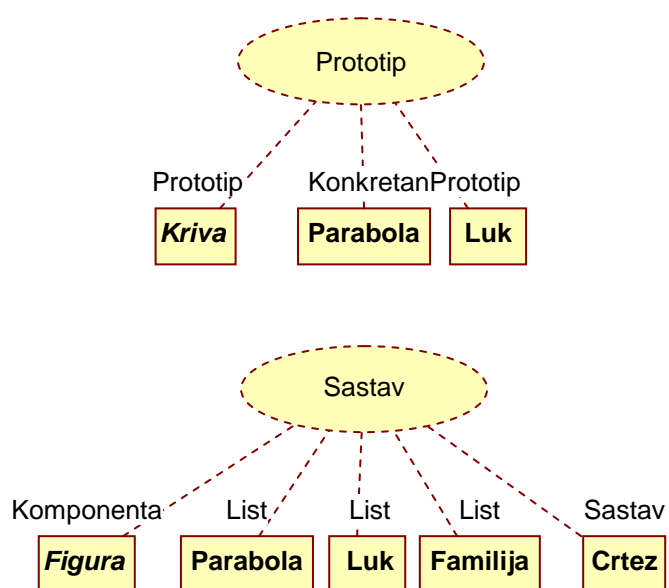 Prototip
Prototip KonkretanPrototip
Kriva Parabola Luk
Sastav
Komponenta List List List Sastav
Figura Parabola Luk Familija Crtez